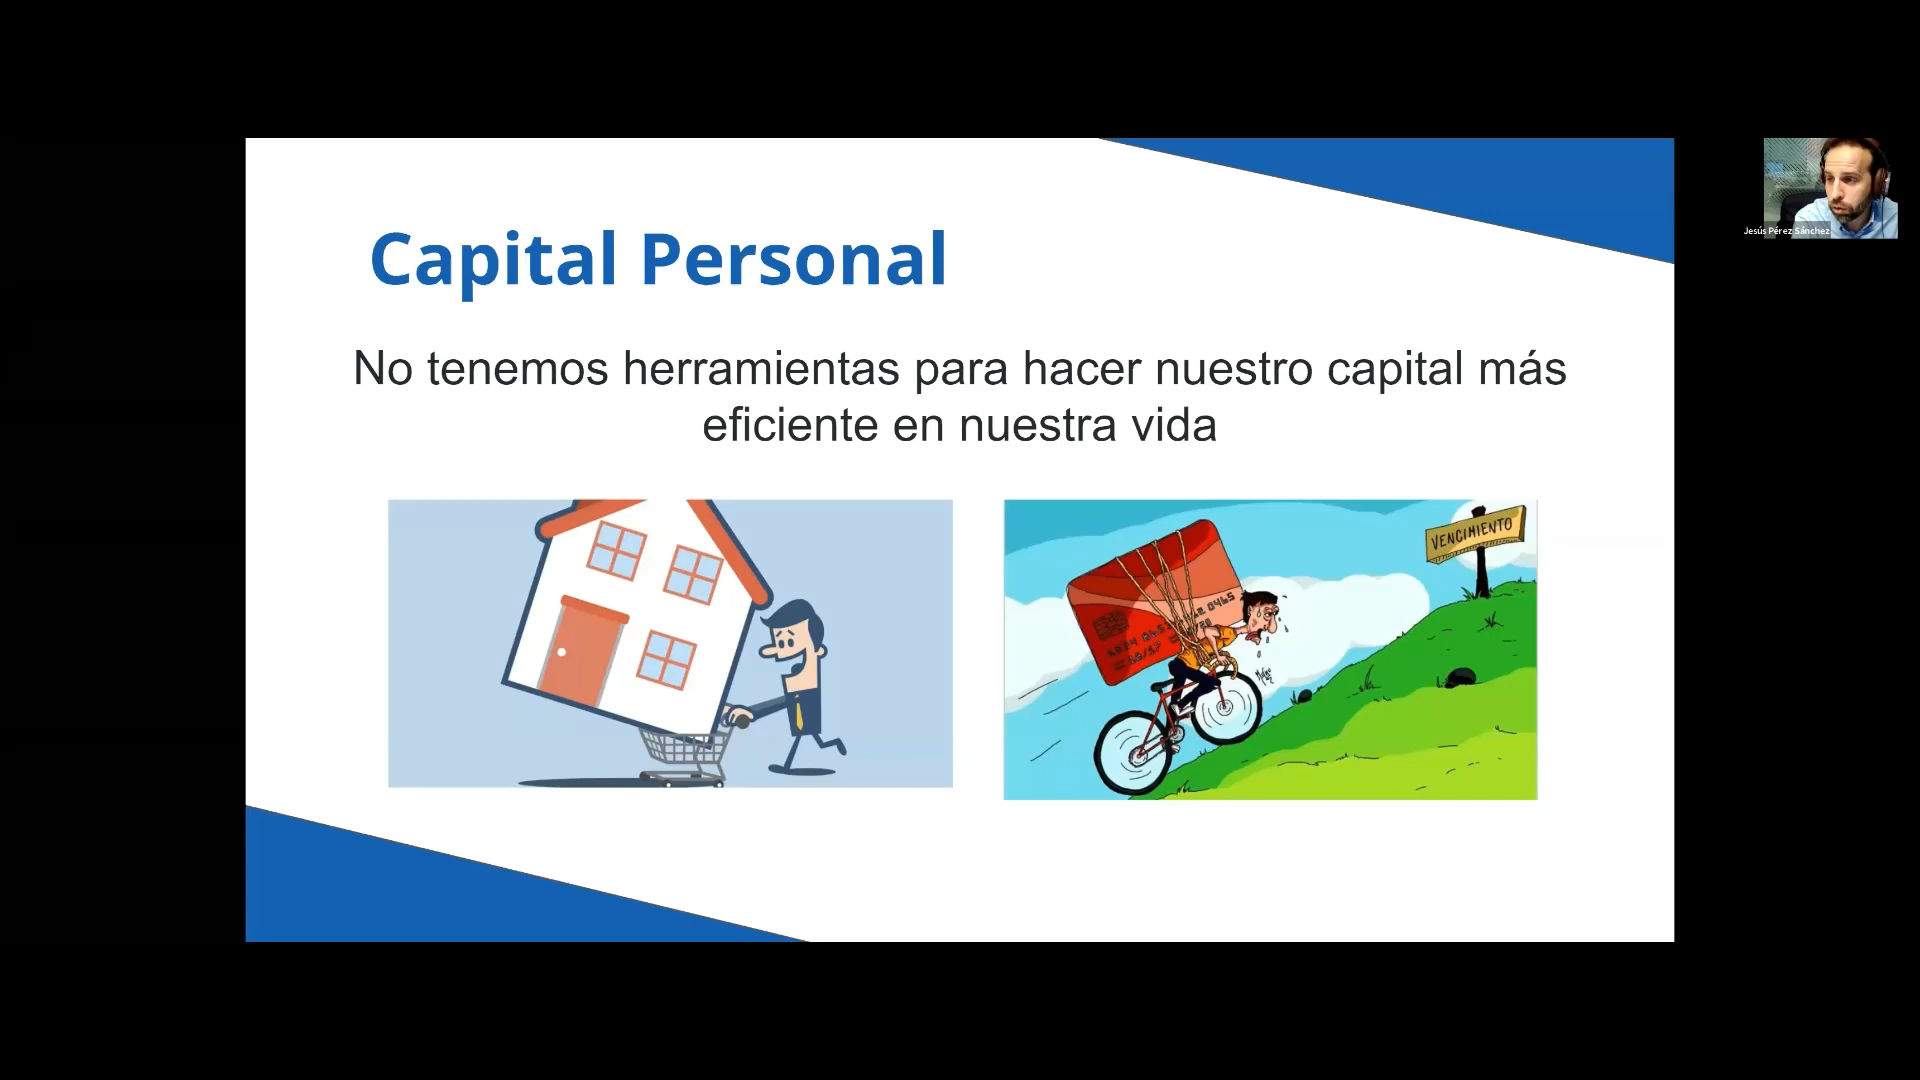 Capital Personal
No tenemos herramientas para hacer nuestro capital más
eficiente en nuestra vida
VENCIMIENTO
Jesús Pérez Sánchez